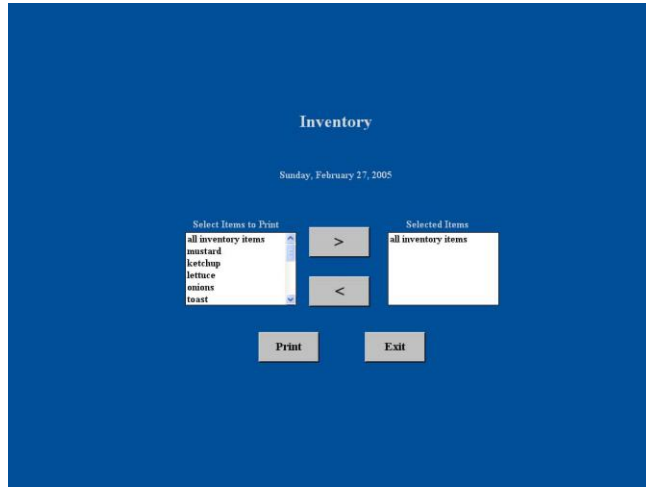 Inventory
Sunday, February 27, 2005
Select Items to Print
Selected Items
all inventory items
mustard
ketchup
lettuce
onions
toast
>
<
all inventory items
Print
Exit